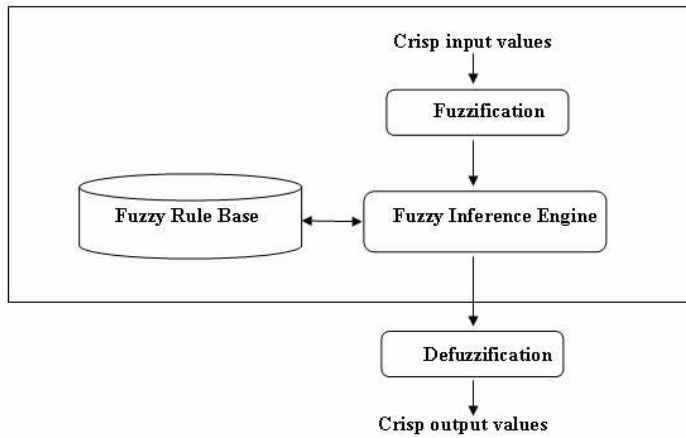 Crisp input values
Fuzzification
Fuzzy Rule Base
Fuzzy Inference Engine
Defuzzification
Crisp output values